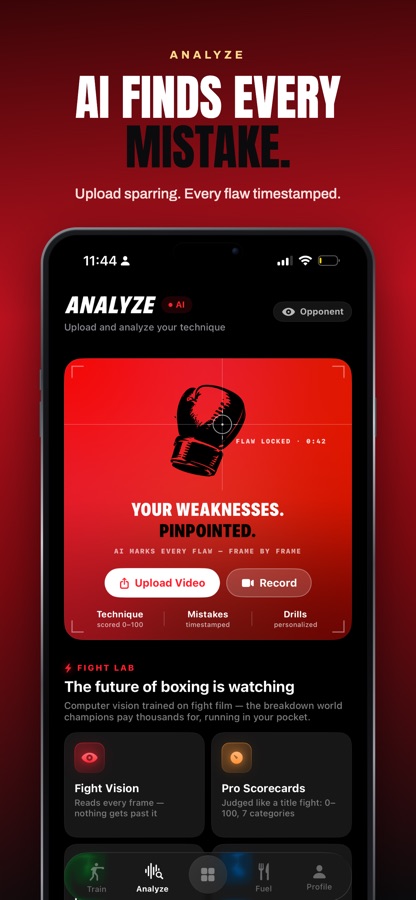 ANALYZE
AI FINDS EVERY
MISTAKE.
Upload sparring. Every flaw timestamped.
11:44
ANALYZE
AI
Opponent
Upload and analyze your technique
FLAW LOCKED · 0:42
YOUR WEAKNESSES.
PINPOINTED.
AI MARKS EVERY FLAW — FRAME BY FRAME
Upload Video
Record
Technique
scored 0–100
Mistakes
timestamped
Drills
personalized
FIGHT LAB
The future of boxing is watching
Computer vision trained on fight film — the breakdown world
champions pay thousands for, running in your pocket.
Fight Vision
Reads every frame —
nothing gets past it
Pro Scorecards
Judged like a title fight: 0–
100, 7 categories
Train
Analyze
Fuel
Profile